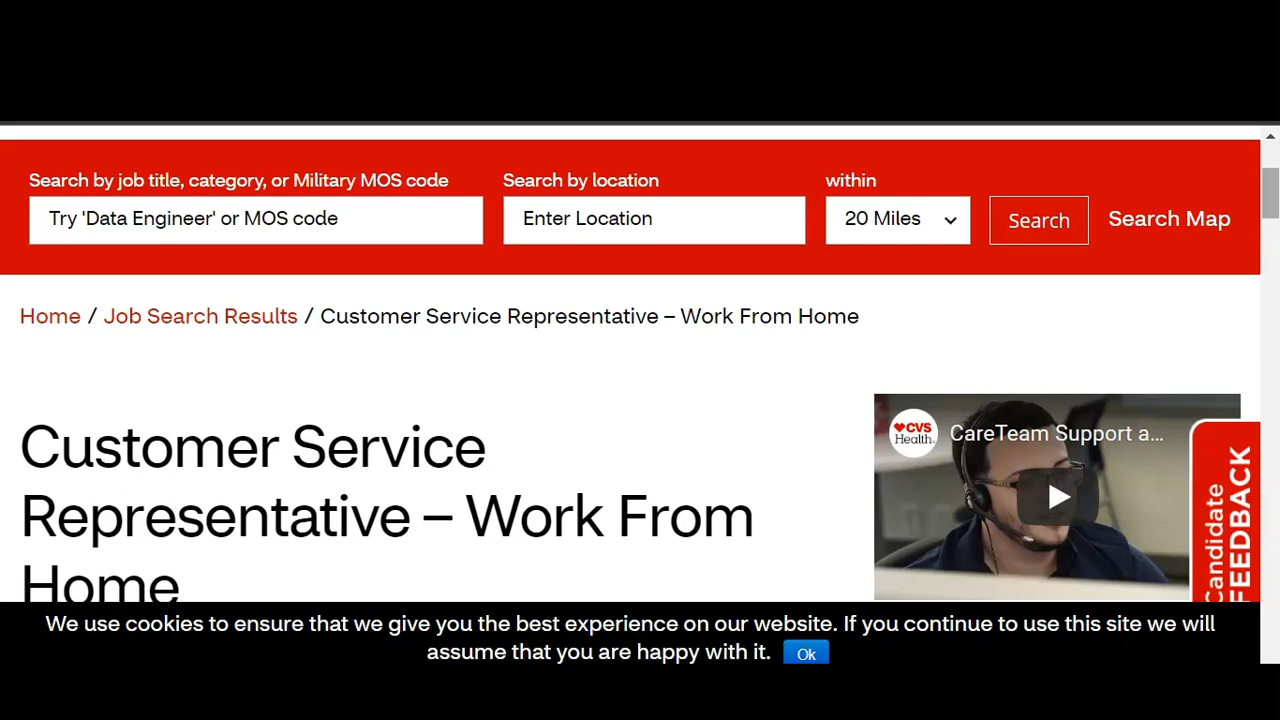 Search by job title, category, or Military MOS code
Search by location
within
Try 'Data Engineer' or MOS code
Enter Location
20 Miles
Search
Search Map
Home / Job Search Results / Customer Service Representative – Work From Home
Customer Service
Representative – Work From
Home
CVS
Health
CareTeam Support a...
Candidate
FEEDBACK
We use cookies to ensure that we give you the best experience on our website. If you continue to use this site we will
assume that you are happy with it.
Ok